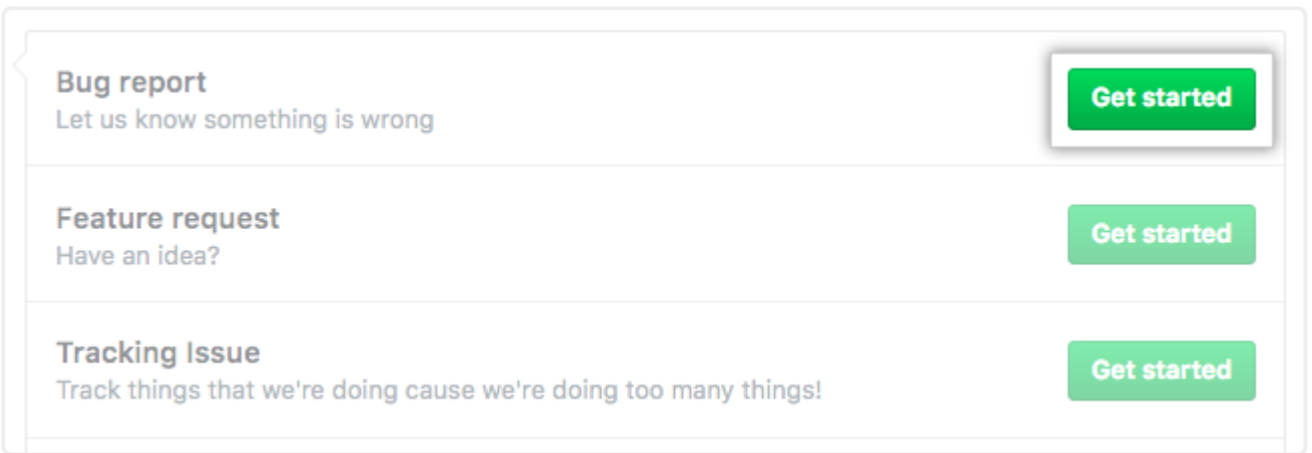 Bug report
Let us know something is wrong
Get started
Feature request
Have an idea?
Get started
Tracking Issue
Track things that we're doing cause we're doing too many things!
Get started